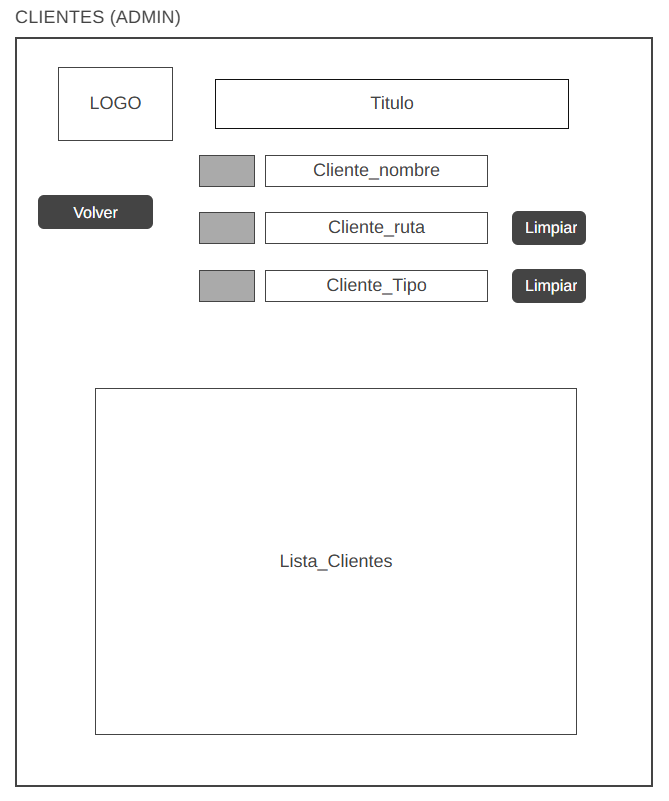 CLIENTES (ADMIN)
LOGO
Titulo
Cliente_nombre
Volver
Cliente_ruta
Limpiar
Cliente_Tipo
Limpiar
Lista_Clientes